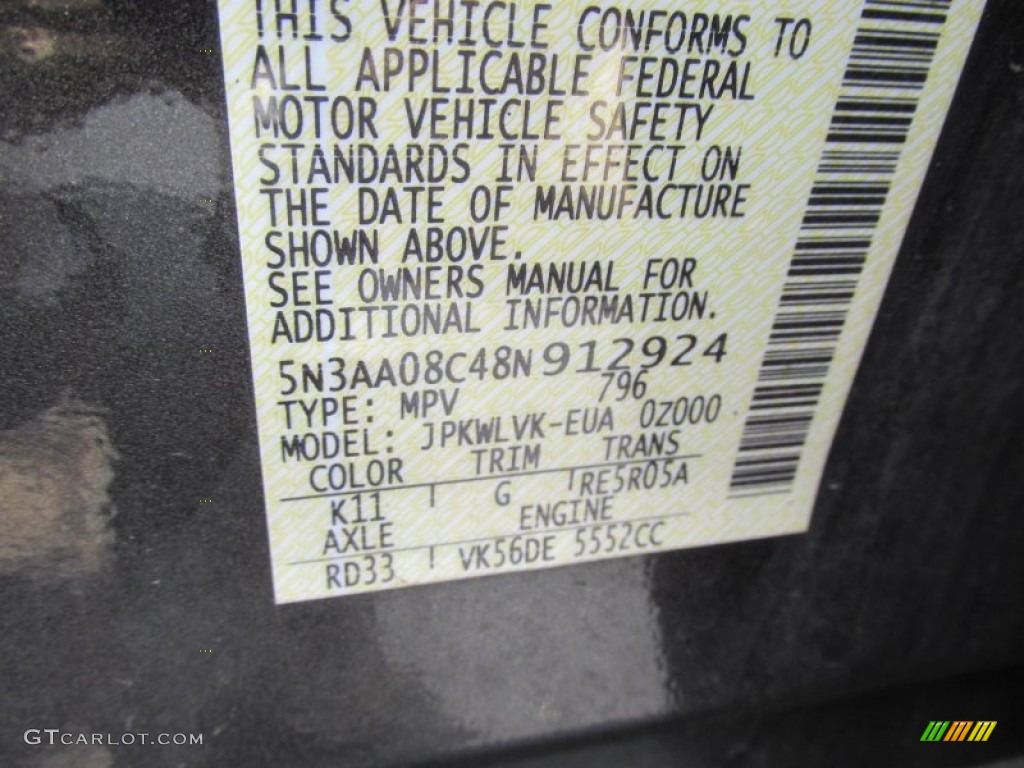 THIS VEHICLE CONFORMS TO
ALL APPLICABLE FEDERAL
MOTOR VEHICLE SAFETY
STANDARDS IN EFFECT ON
THE DATE OF MANUFACTURE
SHOWN ABOVE.
SEE OWNERS MANUAL FOR
ADDITIONAL INFORMATION.
5N3AA08C48N912924
TYPE: MPV 796
MODEL: JPKWLVK-EUA 0Z000
COLOR TRIM TRANS
K11 G RE5R05A
AXLE ENGINE
RD33 VK56DE 5552CC
GTCARLOT.COM